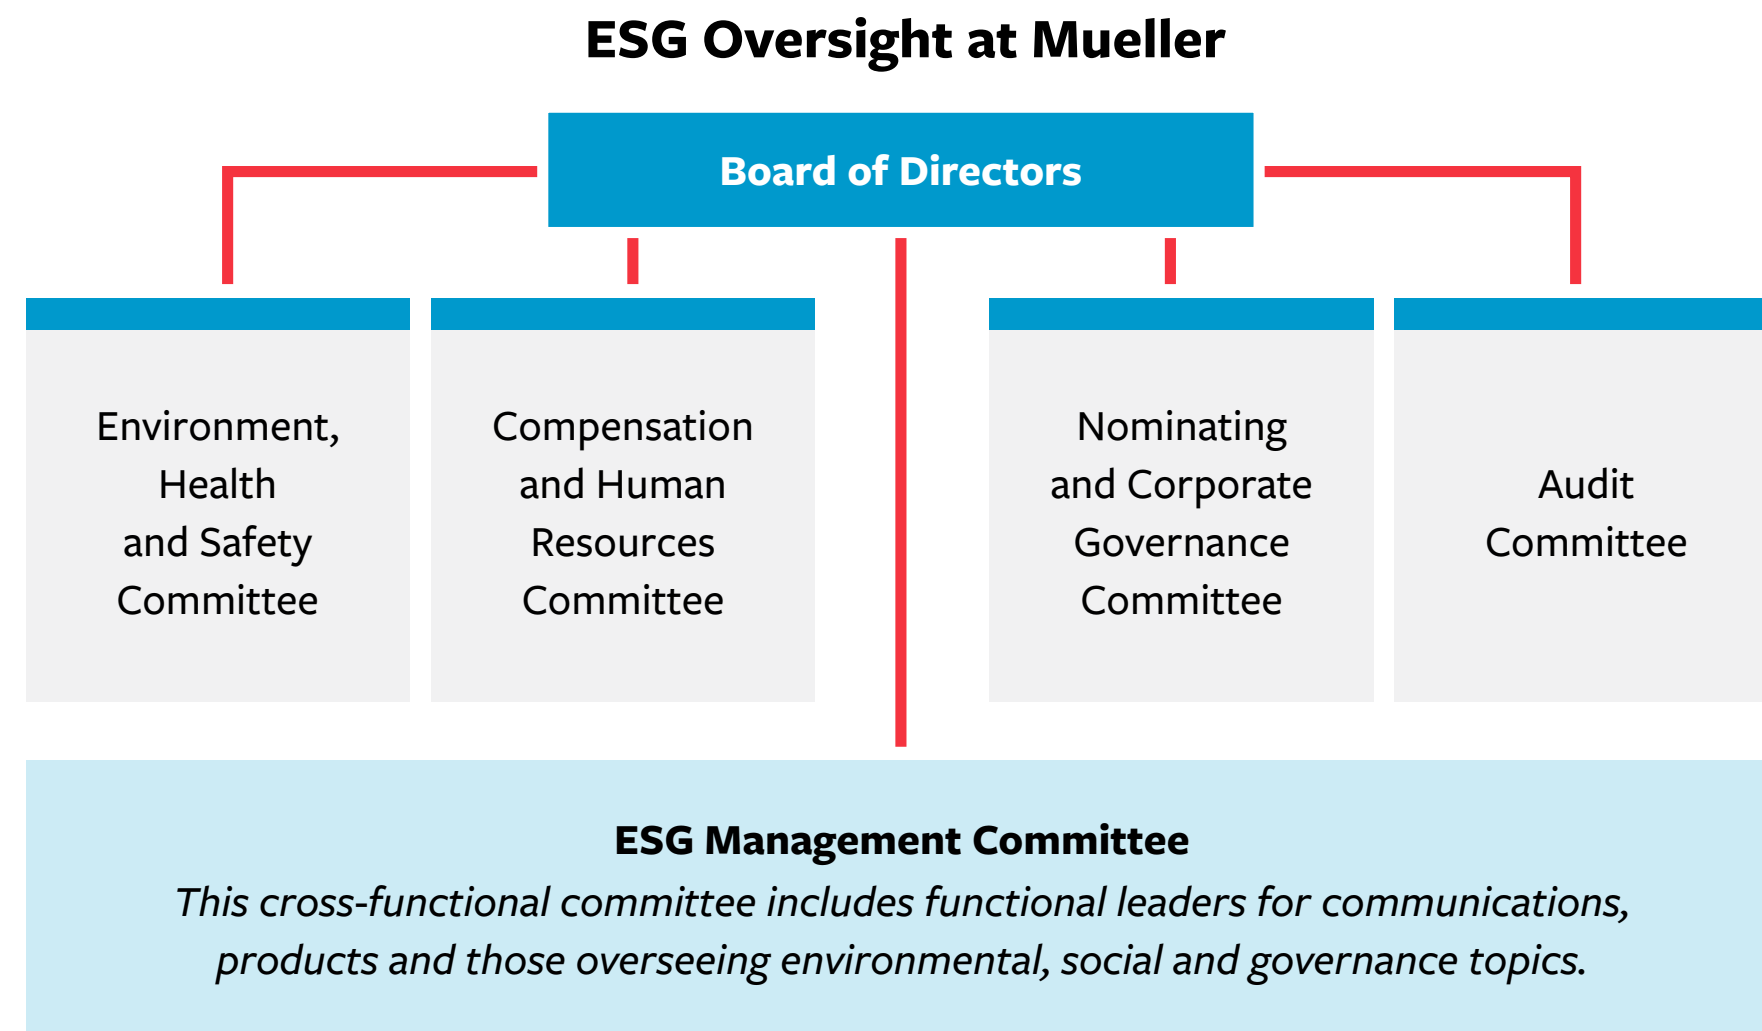 ESG Oversight at Mueller
Board of Directors
Environment,
Health
and Safety
Committee
Compensation
and Human
Resources
Committee
Nominating
and Corporate
Governance
Committee
Audit
Committee
ESG Management Committee
This cross-functional committee includes functional leaders for communications,
products and those overseeing environmental, social and governance topics.